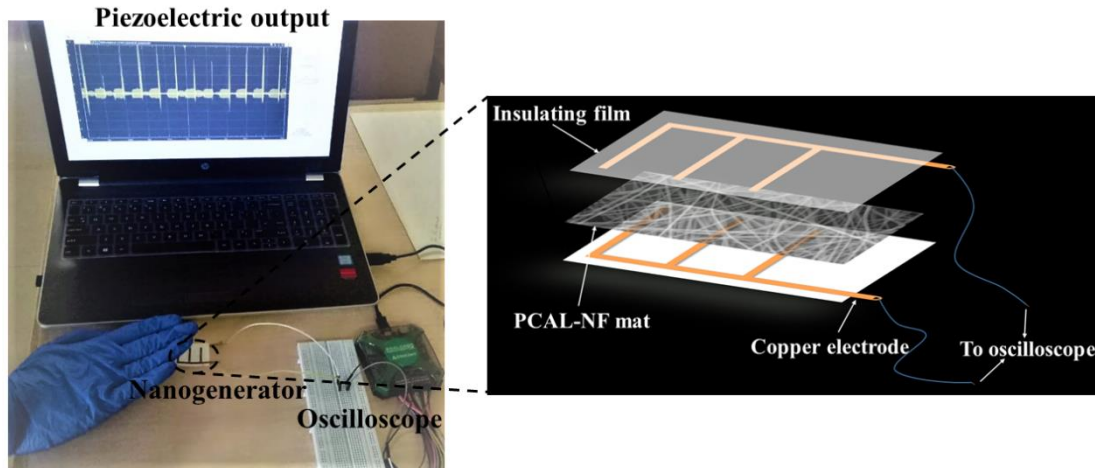 Piezoelectric output
Nanogenerator
Oscilloscope
Insulating film
PCAL-NF mat
Copper electrode
To oscilloscope